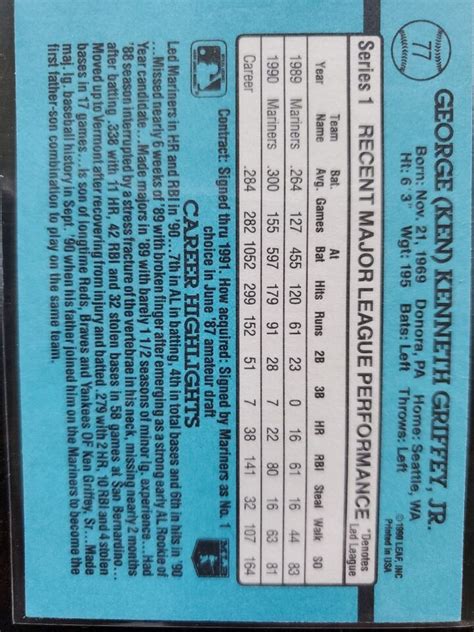 77
GEORGE (KEN) KENNETH GRIFFEY, JR.
Born: Nov. 21, 1969 Donora, PA Home: Seattle, WA
Ht: 6' 3" Wgt: 195 Bats: Left Throws: Left
© 1990 LEAF, INC.
Printed in USA
Series 1 RECENT MAJOR LEAGUE PERFORMANCE *Denotes Led League
Year Team Name Bat. Avg. Games At Bat Hits Runs 2B 3B HR RBI Steal Walk SO
1989 Mariners .264 127 455 120 61 23 0 16 61 16 44 83
1990 Mariners .300 155 597 179 91 28 7 22 80 16 63 81
Career .284 282 1052 299 152 51 7 38 141 32 107 164
Contract: Signed thru 1991. How acquired: Signed by Mariners as No. 1
choice in June '87 amateur draft
CAREER HIGHLIGHTS
Led Mariners in HR and RBI in '90...7th in AL in batting, 4th in total bases and 6th in hits in '90
...Missed nearly 6 weeks of '89 with broken finger after emerging as a strong early AL Rookie of
Year candidate...Made majors in '89 with barely 1 1/2 seasons of minor lg. experience...Had
'88 season interrupted by a stress fracture of the vertebrae in his neck, missing nearly 2 months
after batting .338 with 11 HR, 42 RBI and 32 stolen bases in 58 games at San Bernardino...
Moved up to Vermont after recovering from injury and batted .279 with 2 HR, 10 RBI and 4 stolen
bases in 17 games...Is son of longtime Reds, Braves and Yankees OF Ken Griffey, Sr....Made
maj. lg. baseball history in Sept. '90 when his father joined him on the Mariners to become the
first father-son combination to play on the same team.